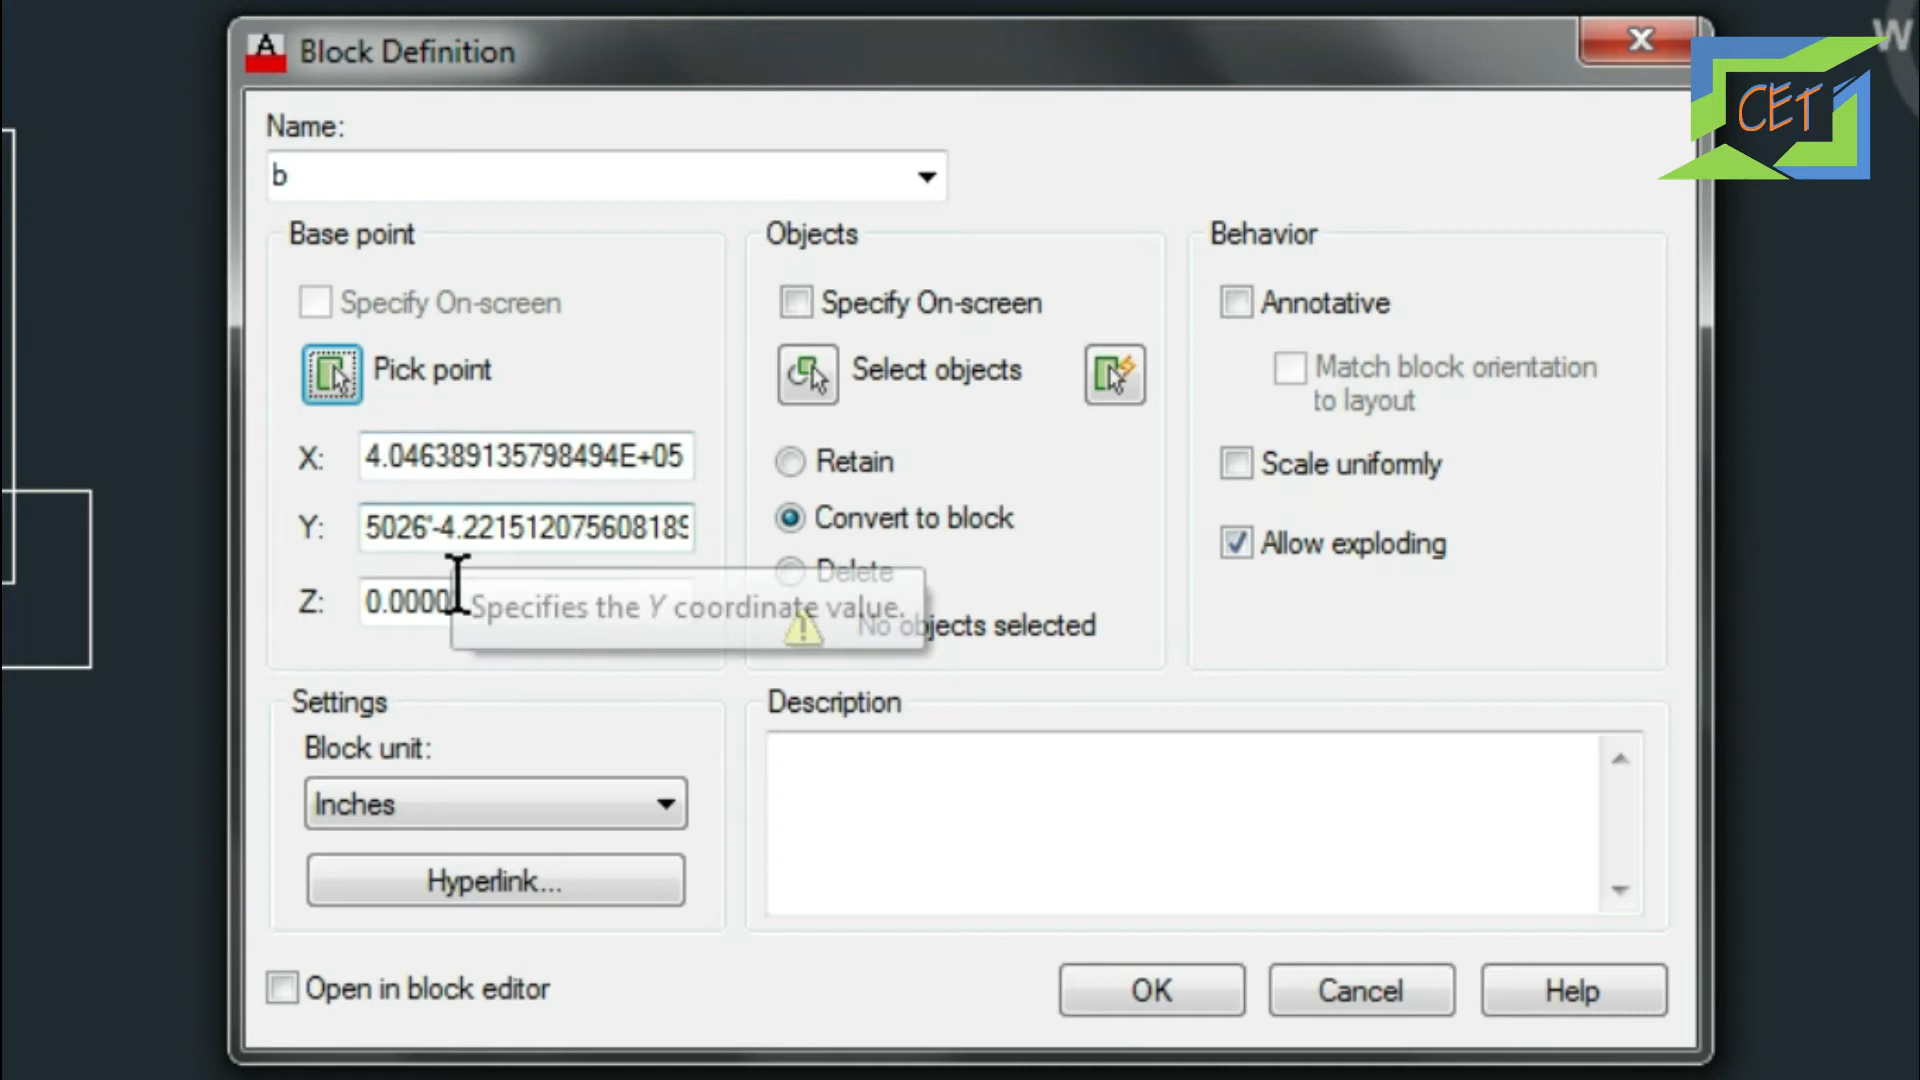 Block Definition
W
CET
Name:
b
Base point
Specify On-screen
Pick point
X: 4.046389135798494E+05
Y: 5026'-4.221512075608189
Z: 0.0000
Specifies the Y coordinate value.
Objects
Specify On-screen
Select objects
Retain
Convert to block
Delete
No objects selected
Behavior
Annotative
Match block orientation
to layout
Scale uniformly
Allow exploding
Settings
Block unit:
Inches
Hyperlink...
Description
Open in block editor
OK
Cancel
Help